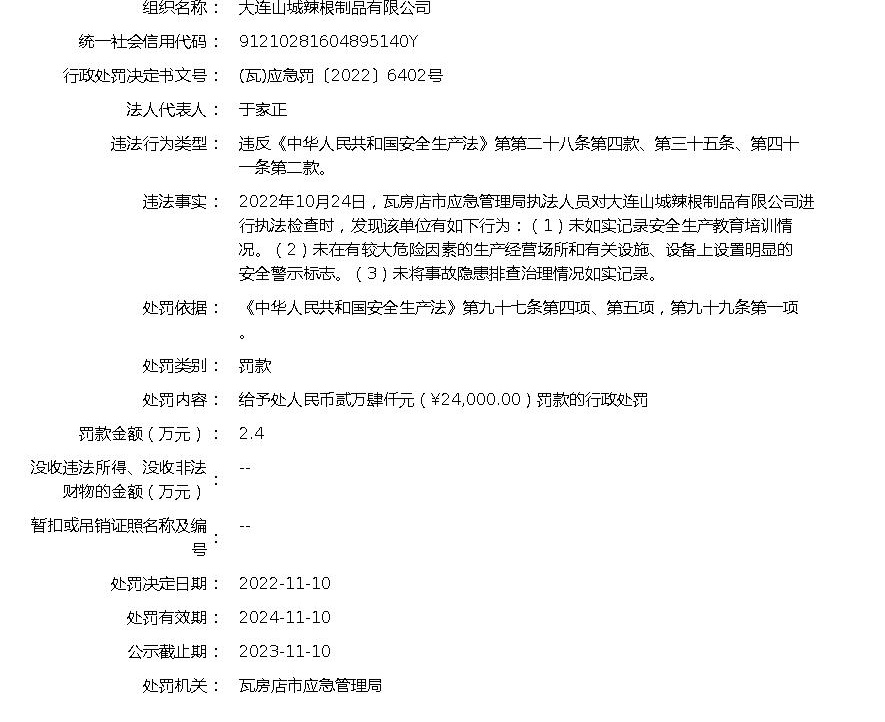 组织名称： 大连山城辣根制品有限公司
统一社会信用代码： 91210281604895140Y
行政处罚决定书文号： (瓦)应急罚〔2022〕6402号
法人代表人： 于家正
违法行为类型： 违反《中华人民共和国安全生产法》第第二十八条第四款、第三十五条、第四十
一条第二款。
违法事实： 2022年10月24日，瓦房店市应急管理局执法人员对大连山城辣根制品有限公司进
行执法检查时，发现该单位有如下行为：（1）未如实记录安全生产教育培训情
况。（2）未在有较大危险因素的生产经营场所和有关设施、设备上设置明显的
安全警示标志。（3）未将事故隐患排查治理情况如实记录。
处罚依据： 《中华人民共和国安全生产法》第九十七条第四项、第五项，第九十九条第一项
。
处罚类别： 罚款
处罚内容： 给予处人民币贰万肆仟元（¥24,000.00）罚款的行政处罚
罚款金额（万元）： 2.4
没收违法所得、没收非法
财物的金额（万元）： --
暂扣或吊销证照名称及编
号： --
处罚决定日期： 2022-11-10
处罚有效期： 2024-11-10
公示截止期： 2023-11-10
处罚机关： 瓦房店市应急管理局